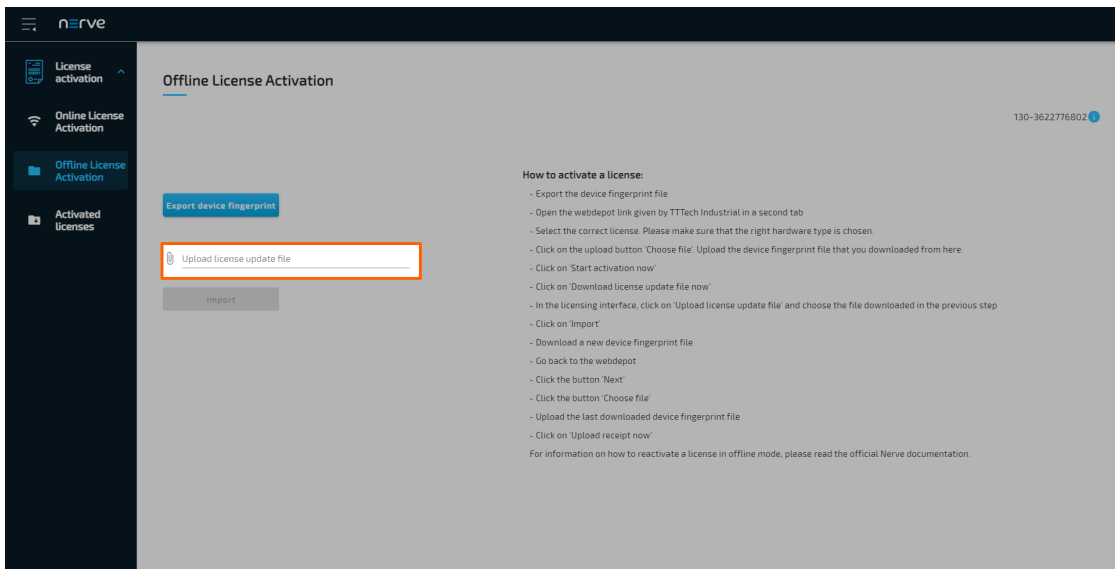 nerve
License
activation
Online License
Activation
Offline License
Activation
Activated
licenses
Offline License Activation
130-3622776802
Export device fingerprint
Upload license update file
Import
How to activate a license:
- Export the device fingerprint file
- Open the webdepot link given by TTTech Industrial in a second tab
- Select the correct license. Please make sure that the right hardware type is chosen.
- Click on the upload button 'Choose file'. Upload the device fingerprint file that you downloaded from here.
- Click on 'Start activation now'
- Click on 'Download license update file now'
- In the licensing interface, click on 'Upload license update file' and choose the file downloaded in the previous step
- Click on 'Import'
- Download a new device fingerprint file
- Go back to the webdepot
- Click the button 'Next'
- Click the button 'Choose file'
- Upload the last downloaded device fingerprint file
- Click on 'Upload receipt now'
For information on how to reactivate a license in offline mode, please read the official Nerve documentation.